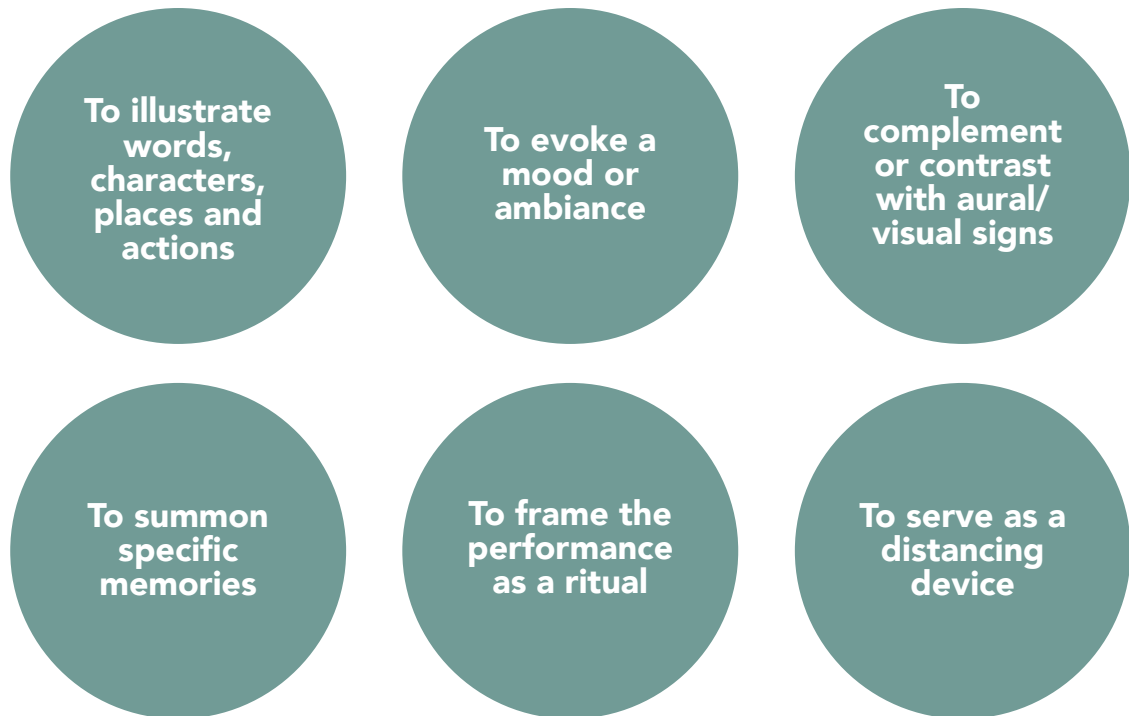 To illustrate
words,
characters,
places and
actions
To evoke a
mood or
ambiance
To
complement
or contrast
with aural/
visual signs
To summon
specific
memories
To frame the
performance
as a ritual
To serve as a
distancing
device